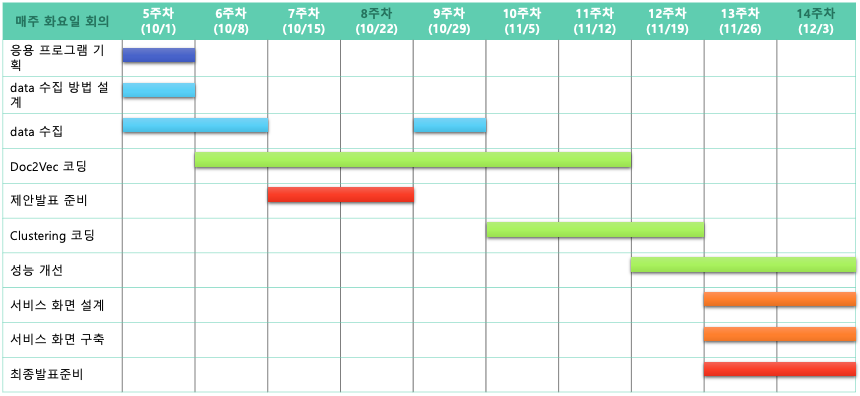 매주 화요일 회의
5주차 6주차 7주차 8주차 9주차 10주차 11주차 12주차 13주차 14주차
(10/1) (10/8) (10/15) (10/22) (10/29) (11/5) (11/12) (11/19) (11/26) (12/3)
응용 프로그램 기
획
data 수집 방법 설
계
data 수집
Doc2Vec 코딩
제안발표 준비
Clustering 코딩
성능 개선
서비스 화면 설계
서비스 화면 구축
최종발표준비